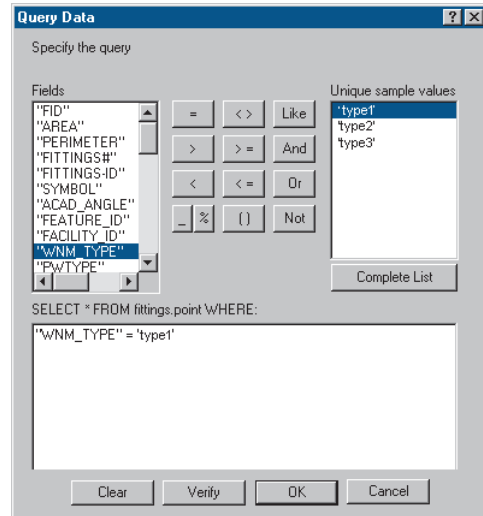 Query Data
? ×
Specify the query
Fields
"FID"
"AREA"
"PERIMETER"
"FITTINGS#"
"FITTINGS-ID"
"SYMBOL"
"ACAD_ANGLE"
"FEATURE_ID"
"FACILITY_ID"
"WNM_TYPE"
"PWTYPE"
= < > Like
> > = And
< < = Or
_ % ( ) Not
Unique sample values
'type1'
'type2'
'type3'
Complete List
SELECT * FROM fittings.point WHERE:
"WNM_TYPE" = 'type1'
Clear Verify OK Cancel